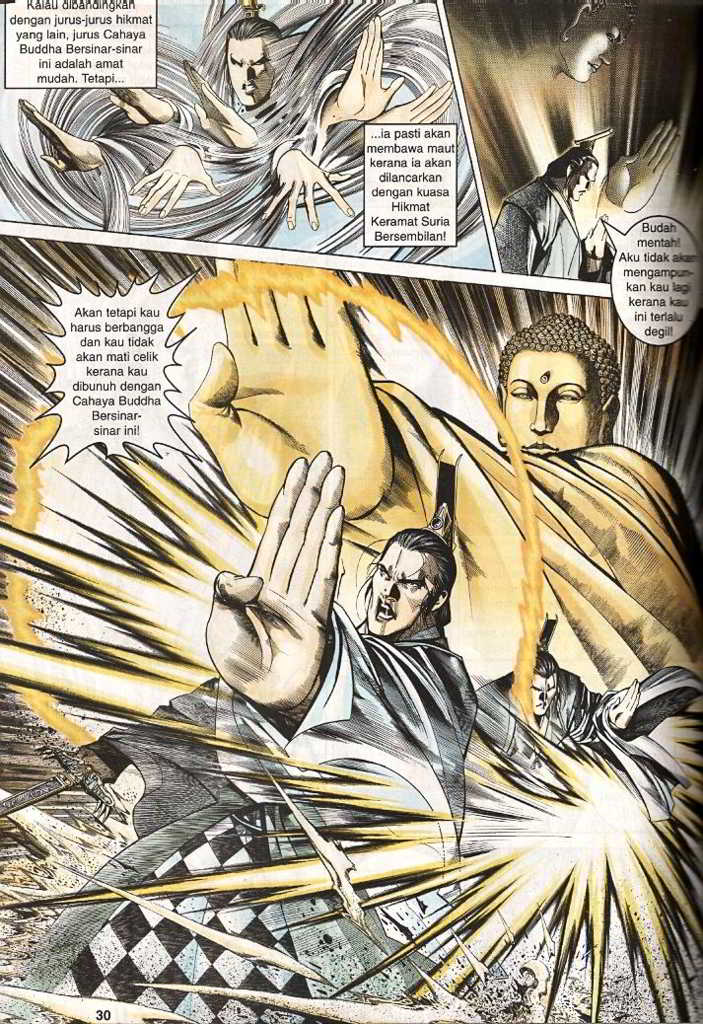 Kalau dibandingkan
dengan jurus-jurus hikmat
yang lain, jurus Cahaya
Buddha Bersinar-sinar
ini adalah amat
mudah. Tetapi...
...ia pasti akan
membawa maut
kerana ia akan
dilancarkan
dengan kuasa
Hikmat
Keramat Suria
Bersembilan!
Budah
mentah!
Aku tidak akan
mengampun-
kan kau lagi
kerana kau
ini terlalu
degil!
Akan tetapi kau
harus berbangga
dan kau tidak
akan mati celik
kerana kau
dibunuh dengan
Cahaya Buddha
Bersinar-
sinar ini!
30